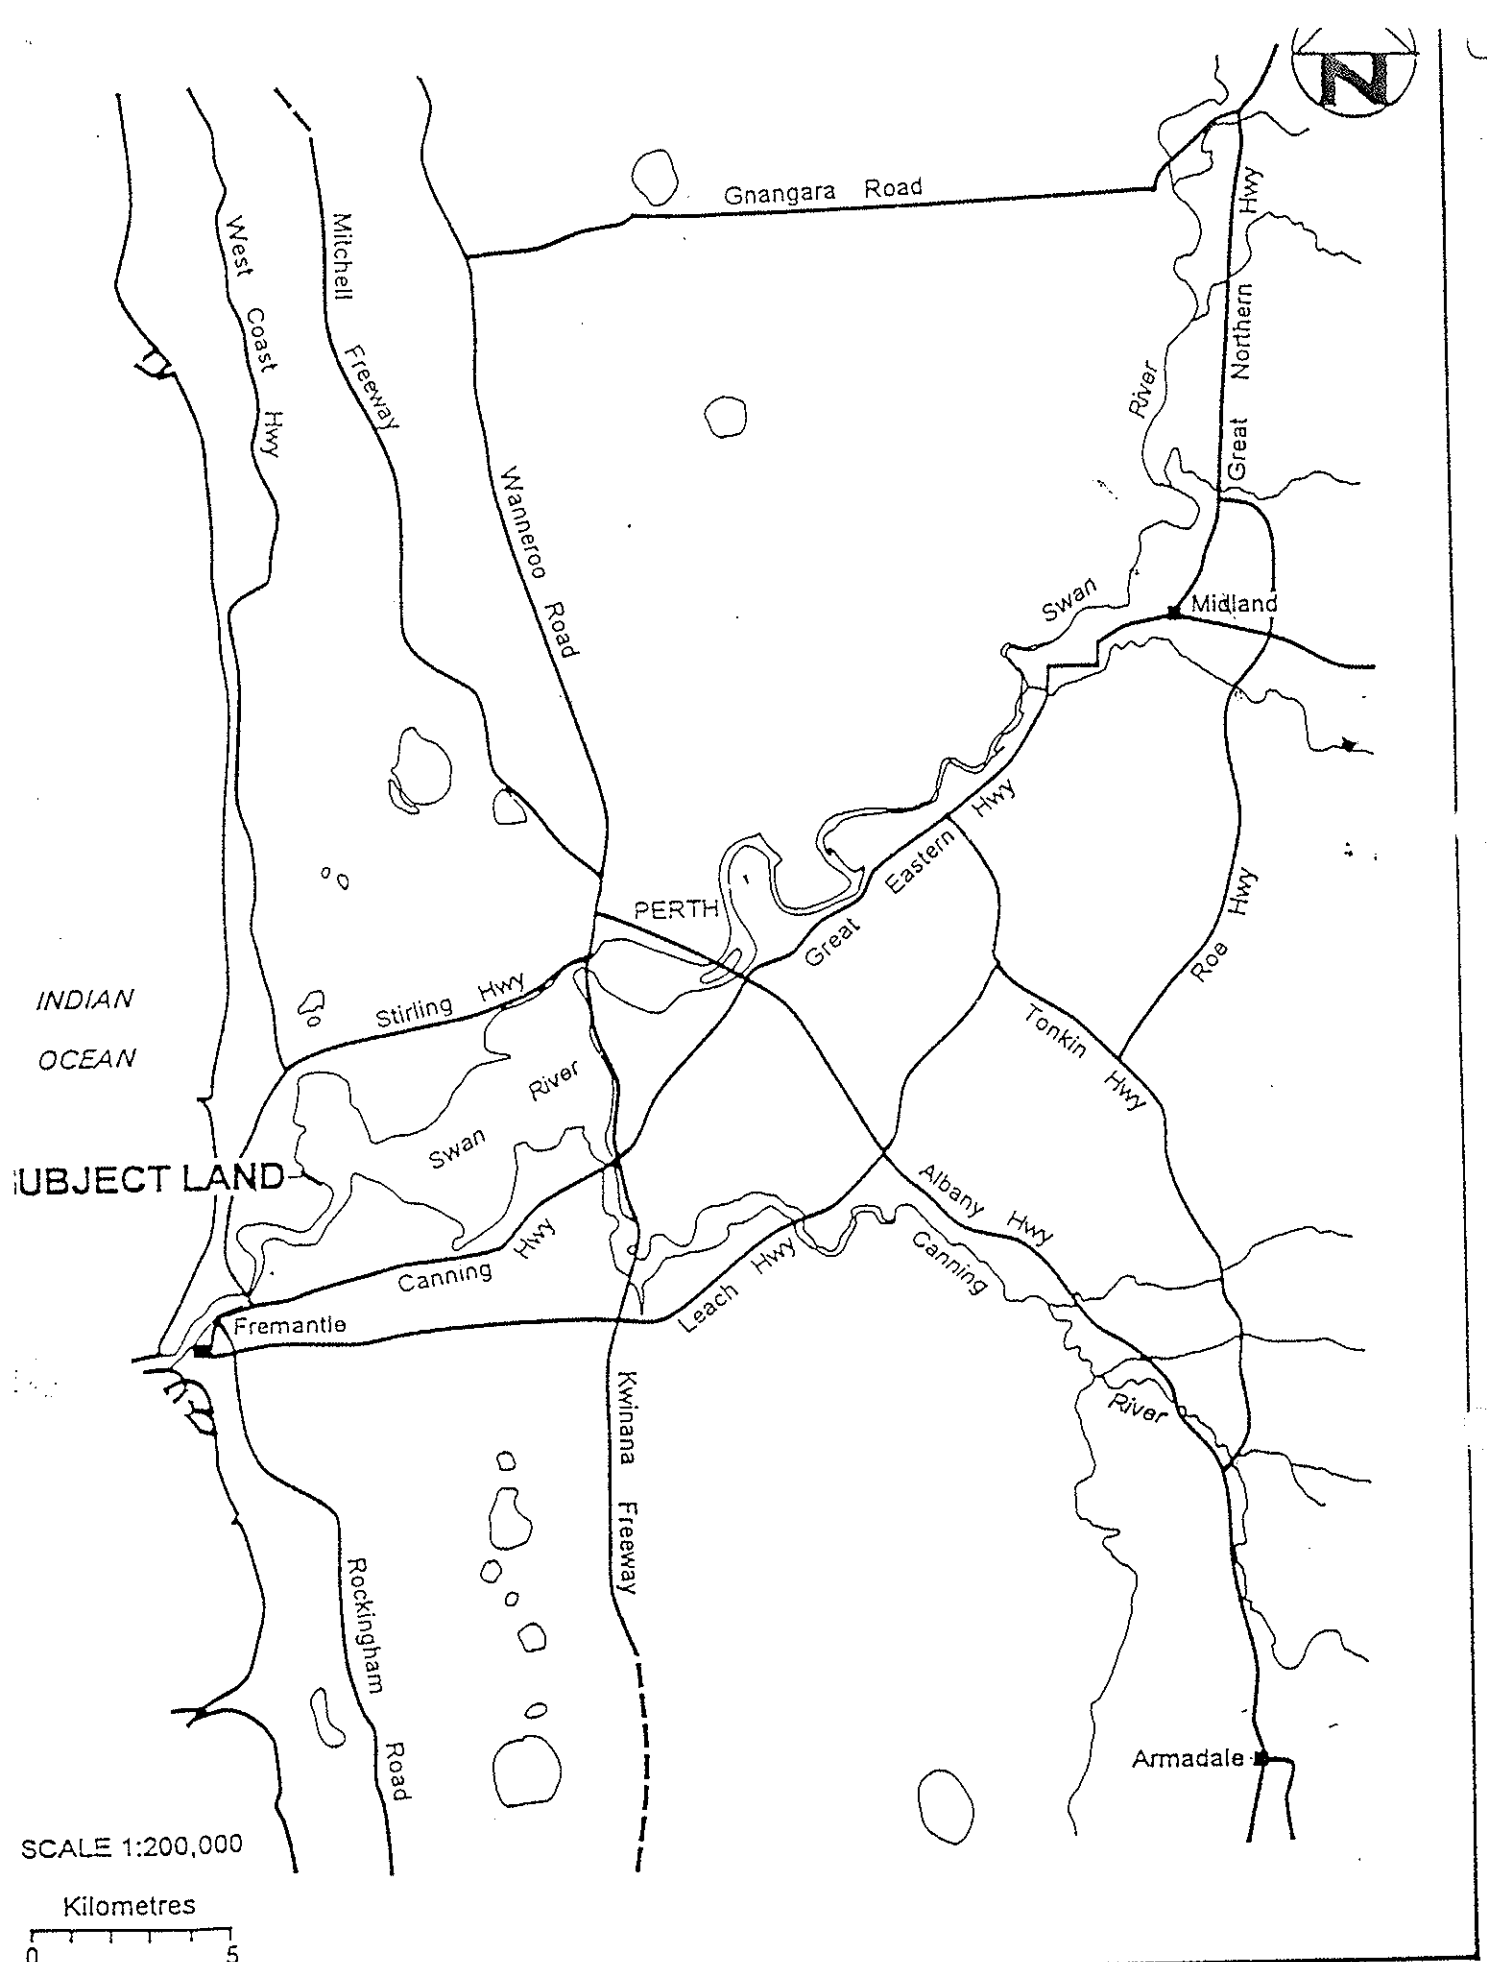 N
Gnangara Road
West Coast Hwy
Mitchell Freeway
Wanneroo Road
Great Northern Hwy
River
Swan
Midland
Great Eastern Hwy
PERTH
Roe Hwy
INDIAN
OCEAN
Stirling Hwy
Tonkin Hwy
River
Swan
UBJECT LAND
Albany Hwy
Canning Hwy
Canning
Leach Hwy
Fremantle
River
Kwinana Freeway
Rockingham Road
Armadale
SCALE 1:200,000
Kilometres
0 5